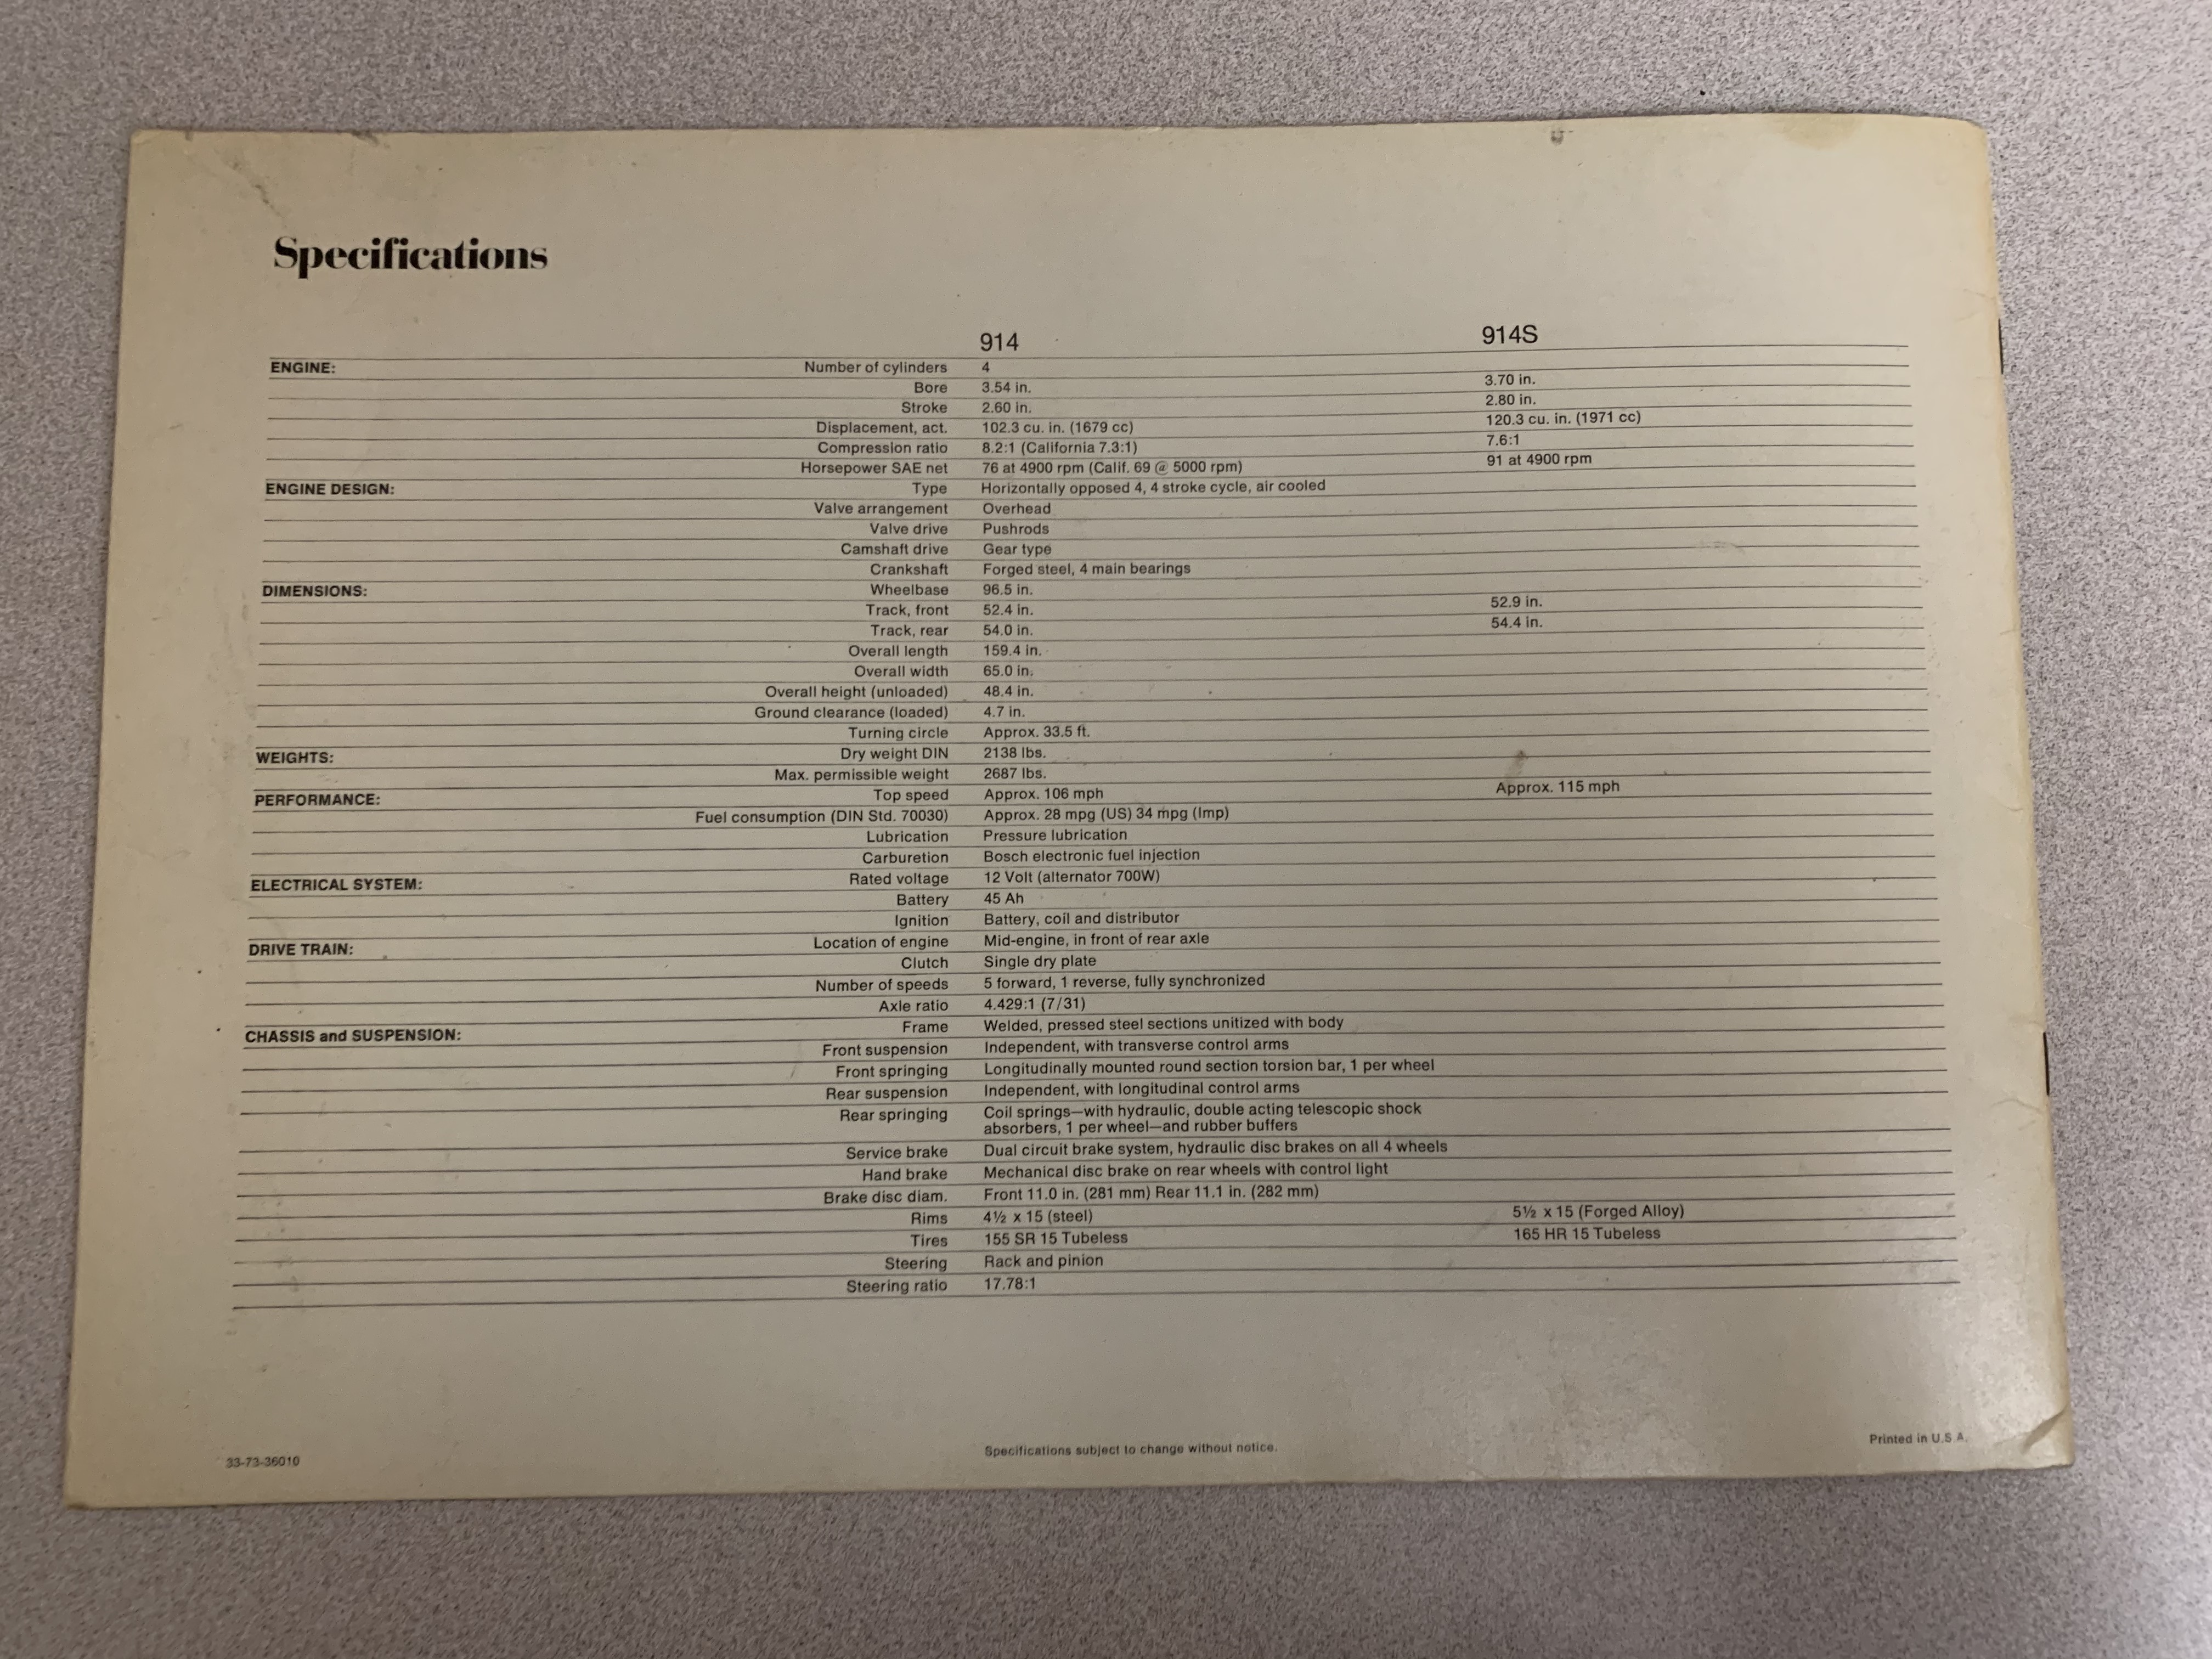 Specifications
914 914S
ENGINE: Number of cylinders 4
Bore 3.54 in. 3.70 in.
Stroke 2.60 in. 2.80 in.
Displacement, act. 102.3 cu. in. (1679 cc) 120.3 cu. in. (1971 cc)
Compression ratio 8.2:1 (California 7.3:1) 7.6:1
Horsepower SAE net 76 at 4900 rpm (Calif. 69 @ 5000 rpm) 91 at 4900 rpm
ENGINE DESIGN: Type Horizontally opposed 4, 4 stroke cycle, air cooled
Valve arrangement Overhead
Valve drive Pushrods
Camshaft drive Gear type
Crankshaft Forged steel, 4 main bearings
DIMENSIONS: Wheelbase 96.5 in.
Track, front 52.4 in. 52.9 in.
Track, rear 54.0 in. 54.4 in.
Overall length 159.4 in.
Overall width 65.0 in.
Overall height (unloaded) 48.4 in.
Ground clearance (loaded) 4.7 in.
Turning circle Approx. 33.5 ft.
WEIGHTS: Dry weight DIN 2138 lbs.
Max. permissible weight 2687 lbs.
PERFORMANCE: Top speed Approx. 106 mph Approx. 115 mph
Fuel consumption (DIN Std. 70030) Approx. 28 mpg (US) 34 mpg (Imp)
Lubrication Pressure lubrication
Carburetion Bosch electronic fuel injection
ELECTRICAL SYSTEM: Rated voltage 12 Volt (alternator 700W)
Battery 45 Ah
Ignition Battery, coil and distributor
DRIVE TRAIN: Location of engine Mid-engine, in front of rear axle
Clutch Single dry plate
Number of speeds 5 forward, 1 reverse, fully synchronized
Axle ratio 4.429:1 (7/31)
CHASSIS and SUSPENSION: Frame Welded, pressed steel sections unitized with body
Front suspension Independent, with transverse control arms
Front springing Longitudinally mounted round section torsion bar, 1 per wheel
Rear suspension Independent, with longitudinal control arms
Rear springing Coil springs—with hydraulic, double acting telescopic shock
absorbers, 1 per wheel—and rubber buffers
Service brake Dual circuit brake system, hydraulic disc brakes on all 4 wheels
Hand brake Mechanical disc brake on rear wheels with control light
Brake disc diam. Front 11.0 in. (281 mm) Rear 11.1 in. (282 mm)
Rims 4½ x 15 (steel) 5½ x 15 (Forged Alloy)
Tires 155 SR 15 Tubeless 165 HR 15 Tubeless
Steering Rack and pinion
Steering ratio 17.78:1
33-73-36010 Specifications subject to change without notice. Printed in U.S.A.